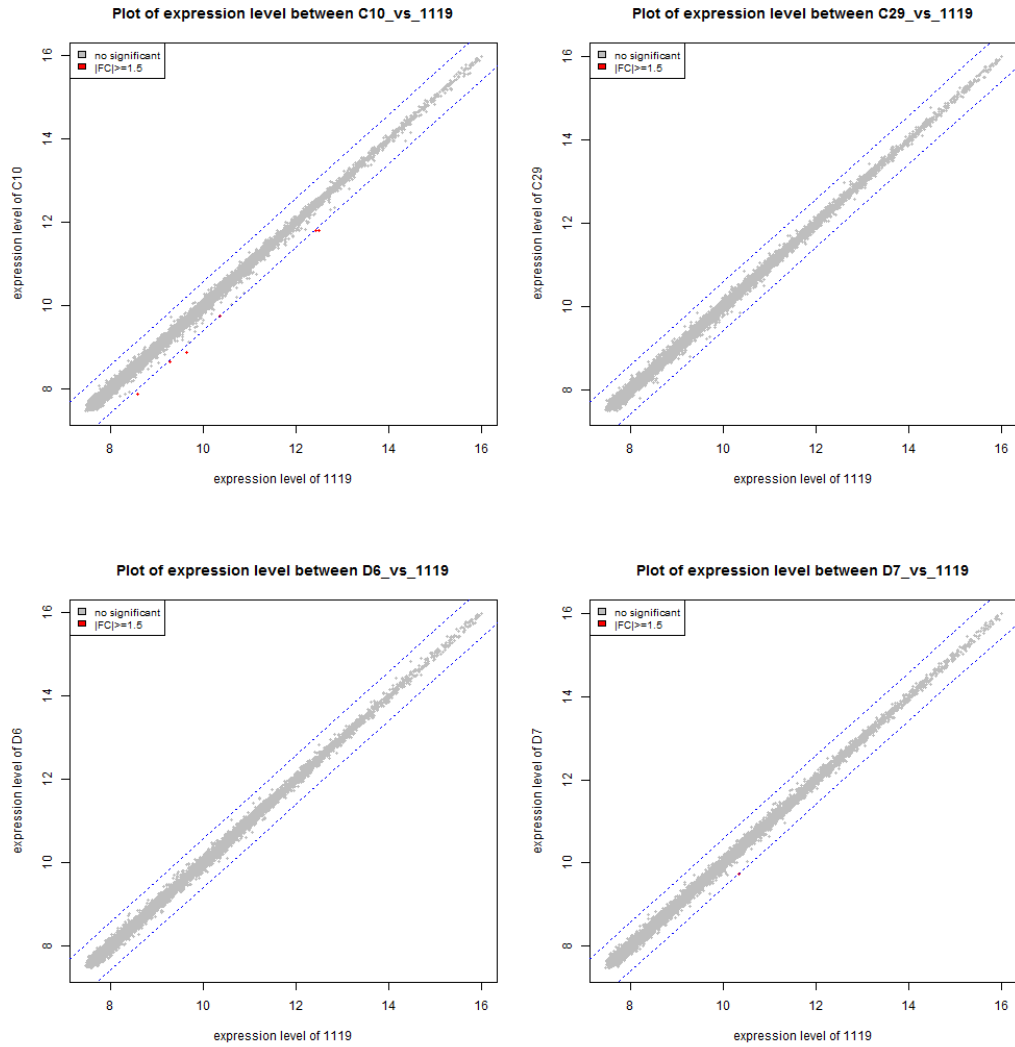 Plot of expression level between C10_vs_1119
no significant
|FC|>=1.5
expression level of C10
16
14
12
10
8
8 10 12 14 16
expression level of 1119
Plot of expression level between C29_vs_1119
no significant
|FC|>=1.5
expression level of C29
16
14
12
10
8
8 10 12 14 16
expression level of 1119
Plot of expression level between D6_vs_1119
no significant
|FC|>=1.5
expression level of D6
16
14
12
10
8
8 10 12 14 16
expression level of 1119
Plot of expression level between D7_vs_1119
no significant
|FC|>=1.5
expression level of D7
16
14
12
10
8
8 10 12 14 16
expression level of 1119